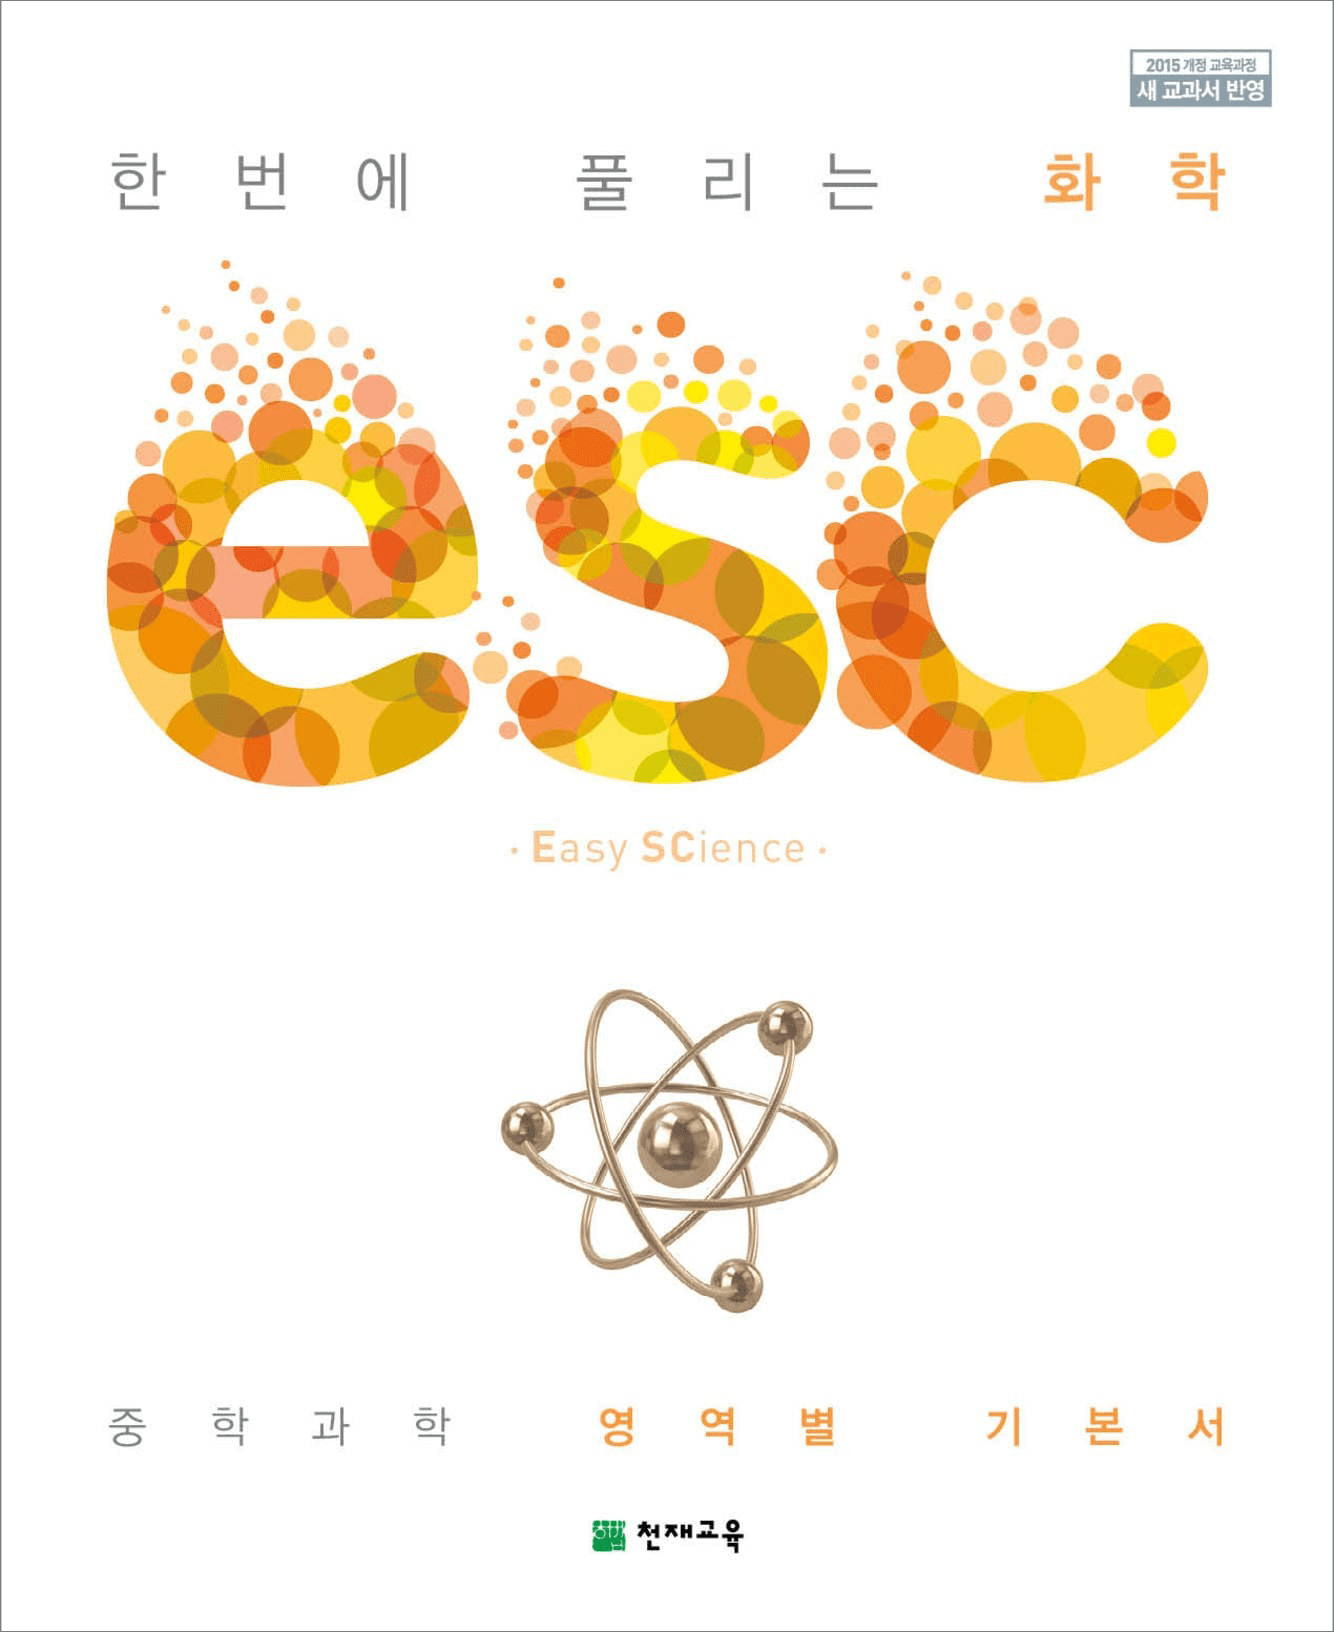 2015 개정 교육과정
새 교과서 반영
한 번 에 풀 리 는 화 학
esc
· Easy SCience ·
중 학 과 학 영 역 별 기 본 서
천재교육